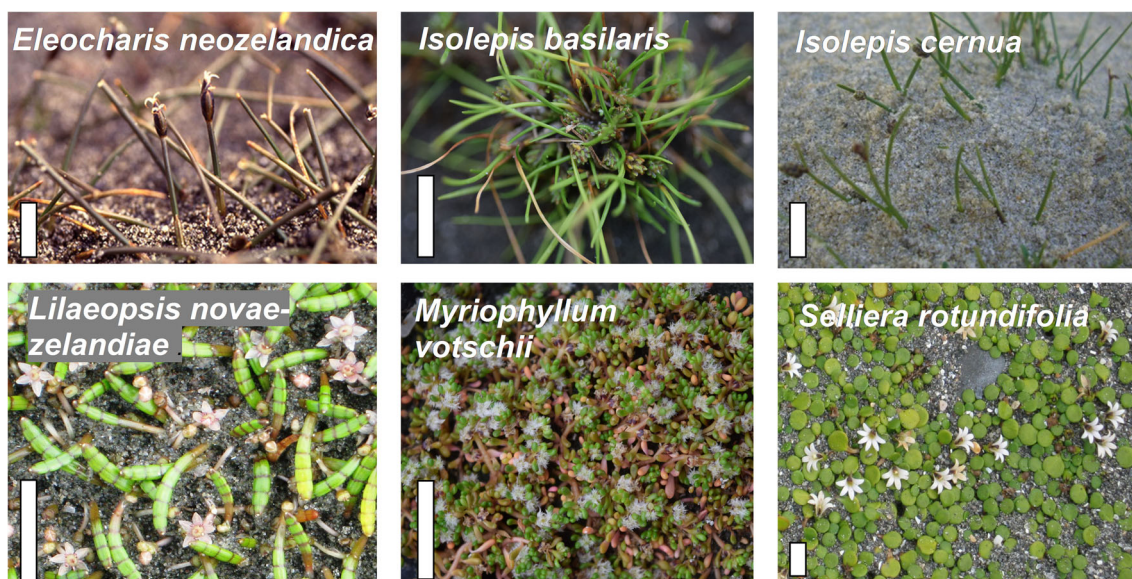 Eleocharis neozelandica
Isolepis basilaris
Isolepis cernua
Lilaeopsis novae-
zelandiae
Myriophyllum
votschii
Selliera rotundifolia